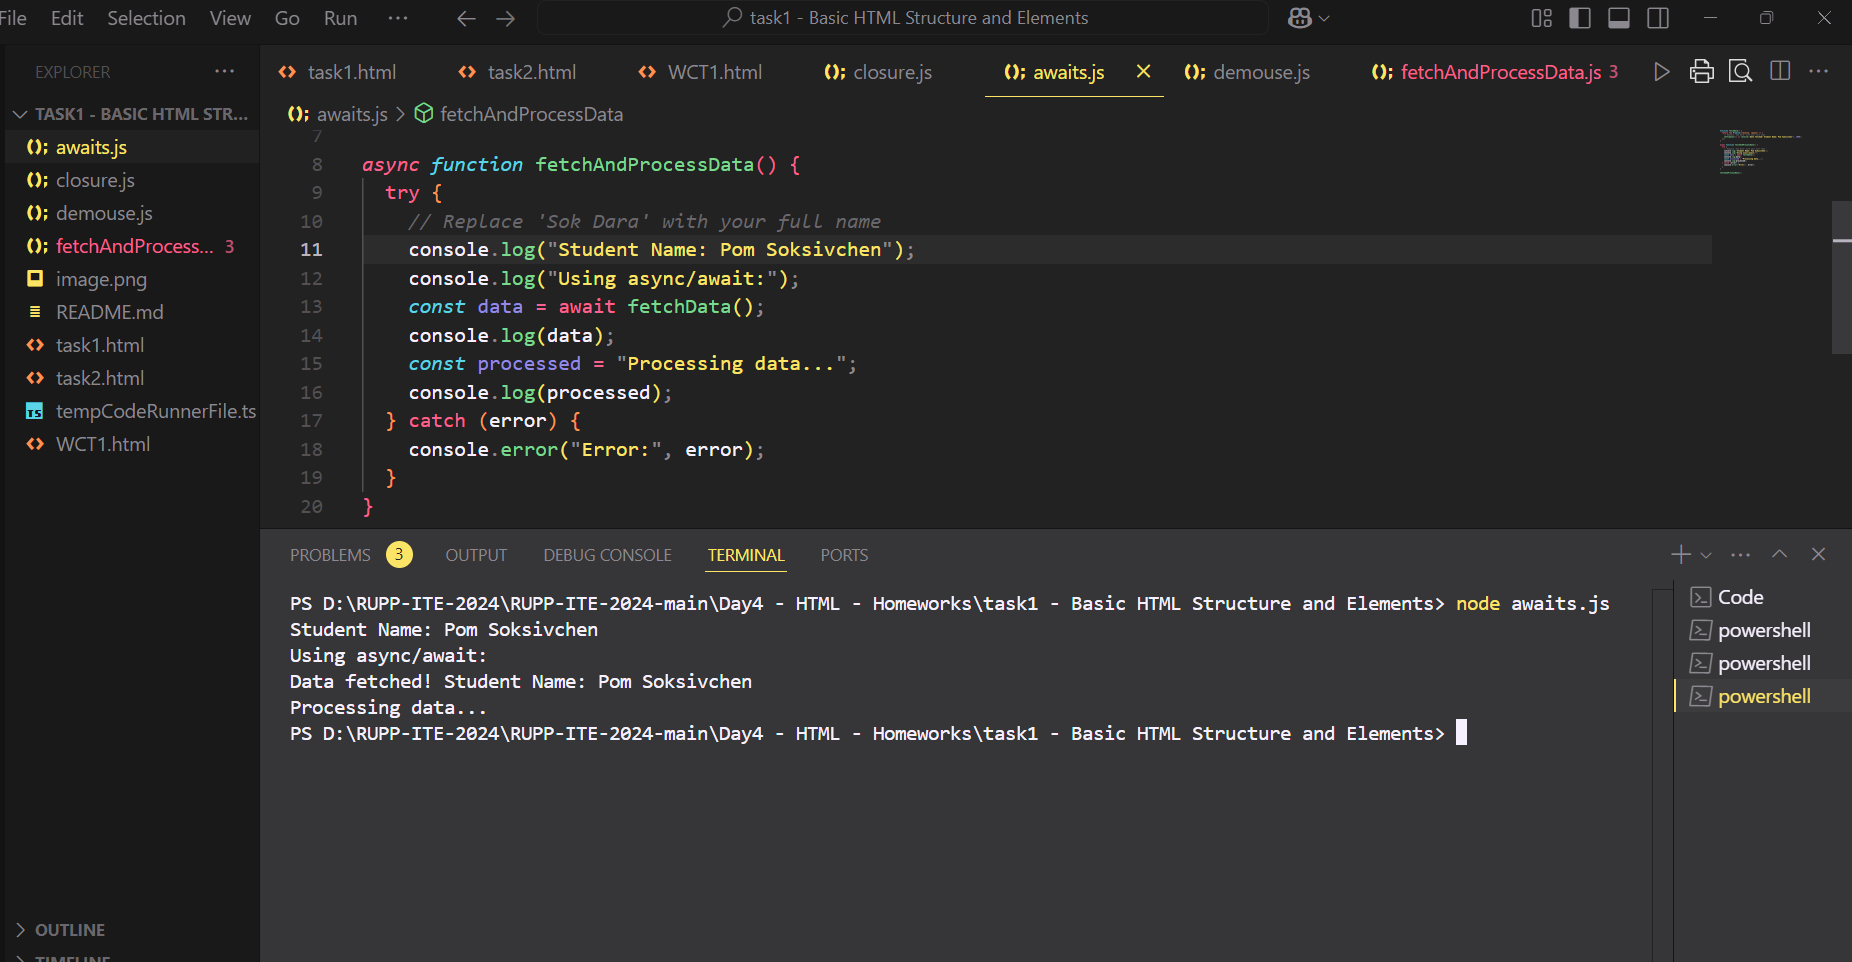 File Edit Selection View Go Run ···
task1 - Basic HTML Structure and Elements
EXPLORER ···
TASK1 - BASIC HTML STR...
awaits.js
closure.js
demouse.js
fetchAndProcess... 3
image.png
README.md
task1.html
task2.html
tempCodeRunnerFile.ts
WCT1.html
OUTLINE
TIMELINE
task1.html task2.html WCT1.html closure.js awaits.js demouse.js fetchAndProcessData.js 3
awaits.js > fetchAndProcessData
7
8 async function fetchAndProcessData() {
9 try {
10 // Replace 'Sok Dara' with your full name
11 console.log("Student Name: Pom Soksivchen");
12 console.log("Using async/await:");
13 const data = await fetchData();
14 console.log(data);
15 const processed = "Processing data...";
16 console.log(processed);
17 } catch (error) {
18 console.error("Error:", error);
19 }
20 }
PROBLEMS 3 OUTPUT DEBUG CONSOLE TERMINAL PORTS
PS D:\RUPP-ITE-2024\RUPP-ITE-2024-main\Day4 - HTML - Homeworks\task1 - Basic HTML Structure and Elements> node awaits.js
Student Name: Pom Soksivchen
Using async/await:
Data fetched! Student Name: Pom Soksivchen
Processing data...
PS D:\RUPP-ITE-2024\RUPP-ITE-2024-main\Day4 - HTML - Homeworks\task1 - Basic HTML Structure and Elements>
Code
powershell
powershell
powershell